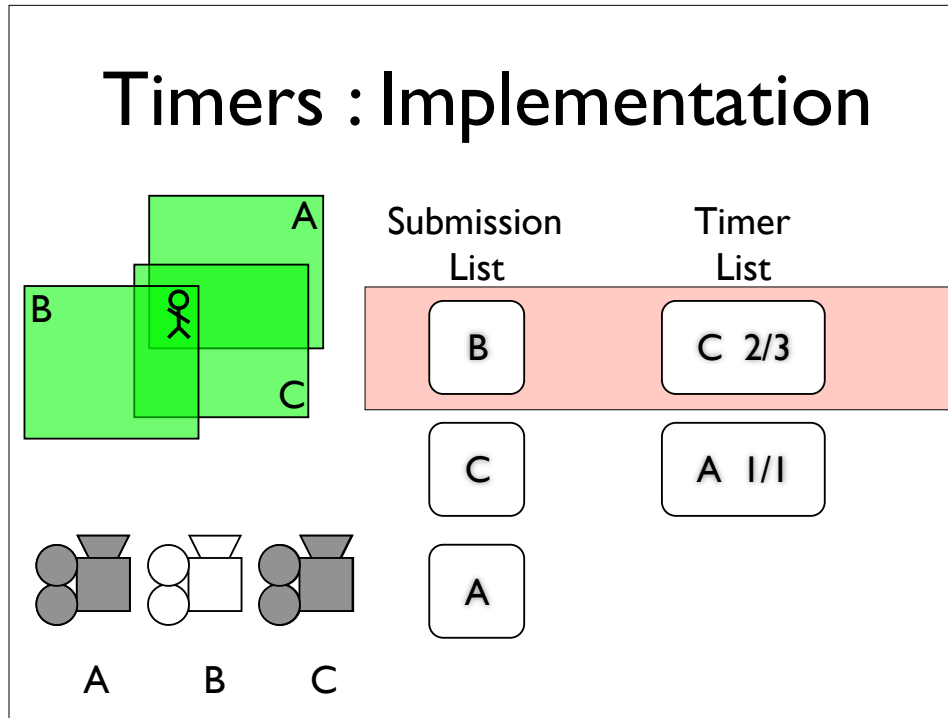 Timers : Implementation
A
B
C
Submission
List
Timer
List
B
C 2/3
C
A 1/1
A
A B C